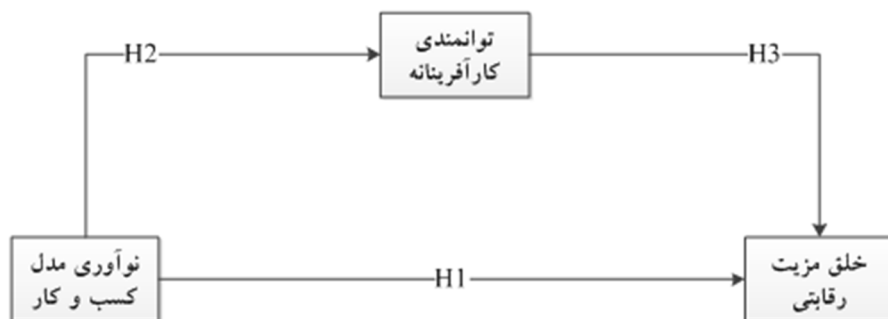 توانمندی
کارآفرینانه
H2
H3
نوآوری مدل
کسب و کار
H1
خلق مزیت
رقابتی